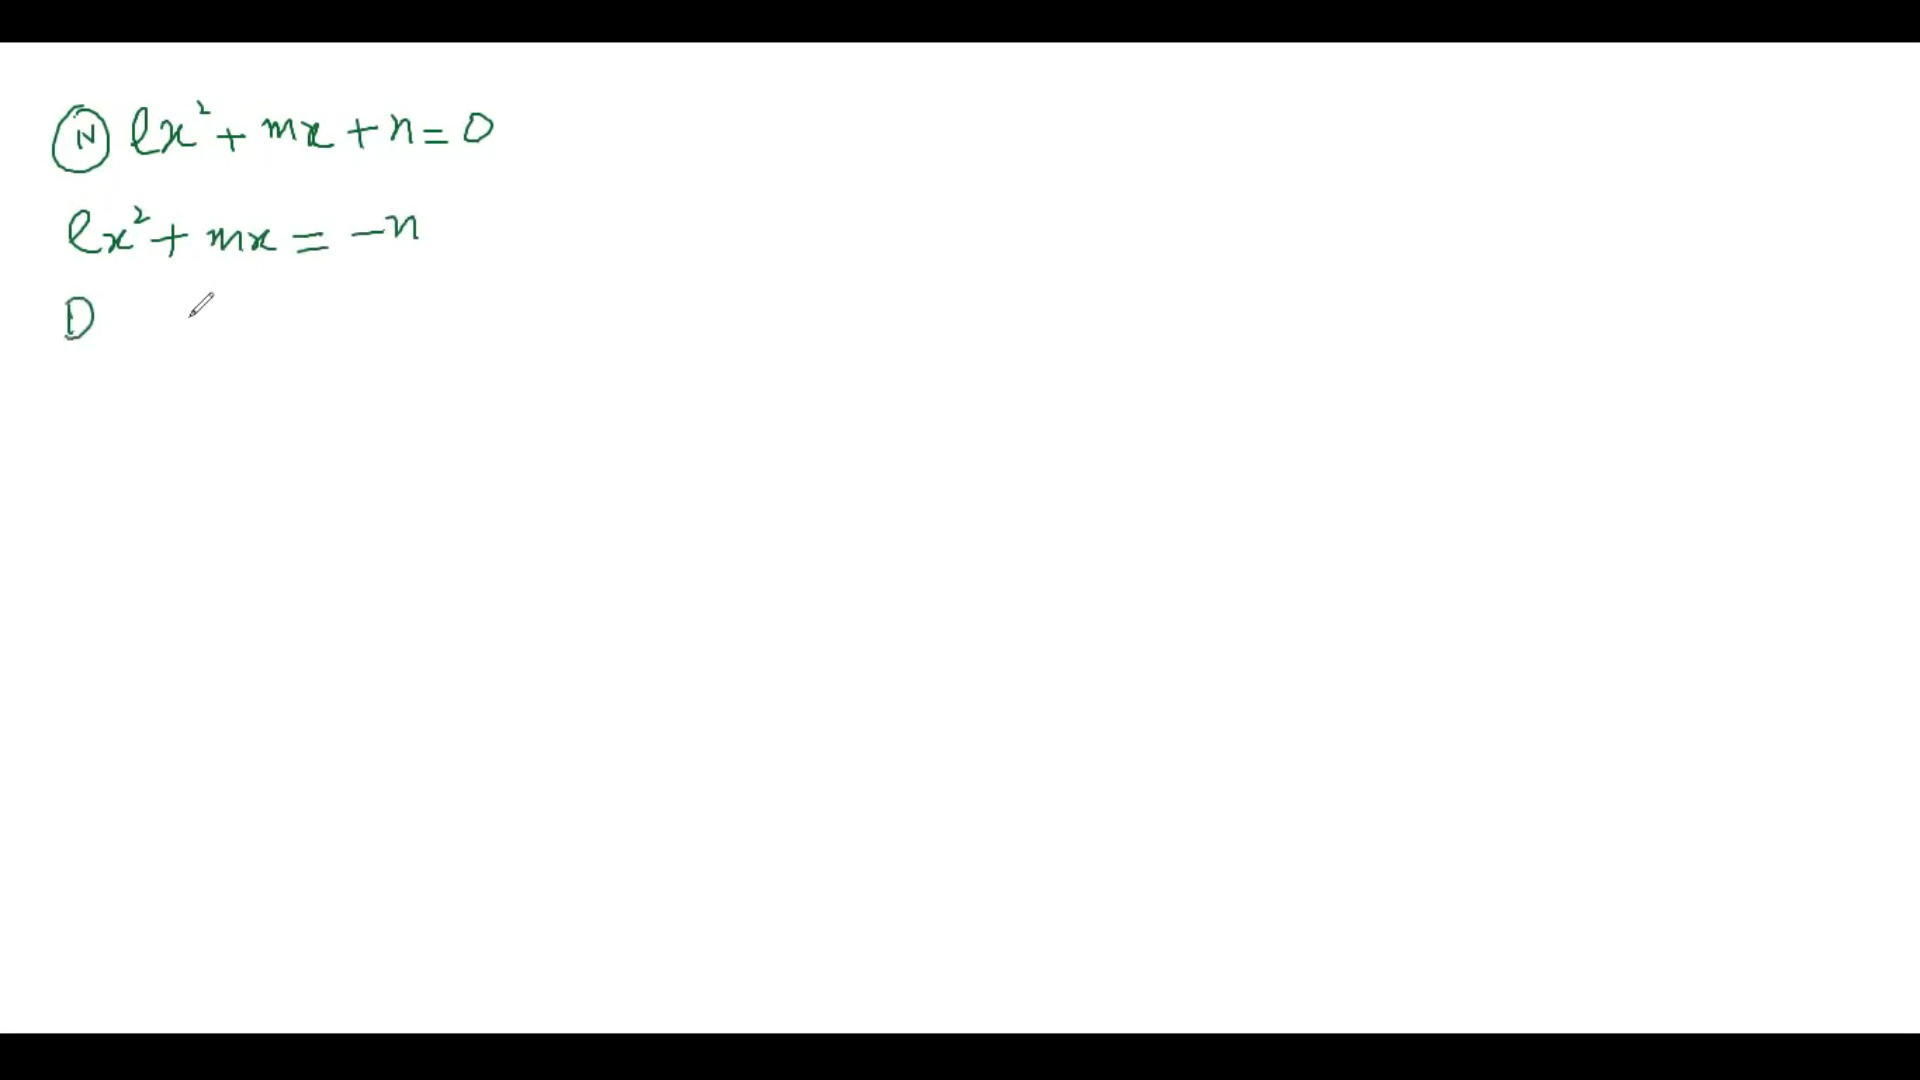 (N) lx² + mx + n = 0
lx² + mx = -n
D